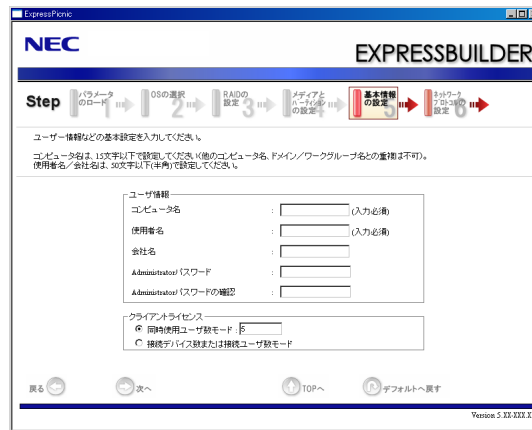 ExpressPicnic
NEC
EXPRESSBUILDER
Step
パラメータのロード
OSの選択 2
RAIDの設定 3
メディアとパーティションの設定 4
基本情報の設定 5
ネットワークプロトコルの設定 6
ユーザー情報などの基本設定を入力してください。
コンピュータ名は、15文字以下で設定してください(他のコンピュータ名、ドメイン/ワークグループ名との重複は不可)。
使用者名/会社名は、50文字以下(半角)で設定してください。
ユーザ情報
コンピュータ名 : (入力必須)
使用者名 : (入力必須)
会社名 :
Administratorパスワード :
Administratorパスワードの確認 :
クライアントライセンス
同時使用ユーザ数モード : 5
接続デバイス数または接続ユーザ数モード
戻る
次へ
TOPへ
デフォルトへ戻す
Version 5.XX-XXX.X